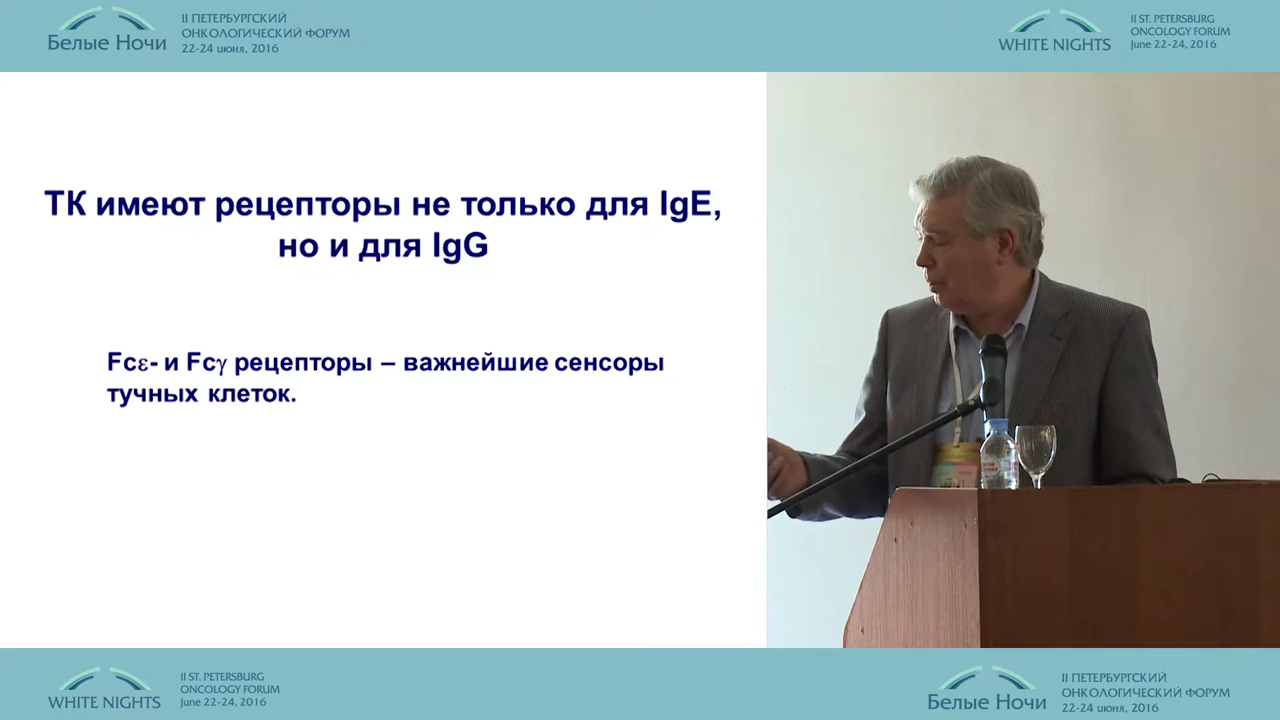 Белые Ночи
II ПЕТЕРБУРГСКИЙ
ОНКОЛОГИЧЕСКИЙ ФОРУМ
22-24 июня, 2016
WHITE NIGHTS
II ST. PETERSBURG
ONCOLOGY FORUM
June 22-24, 2016
ТК имеют рецепторы не только для IgE,
но и для IgG
Fcε- и Fcγ рецепторы – важнейшие сенсоры
тучных клеток.
WHITE NIGHTS
II ST. PETERSBURG
ONCOLOGY FORUM
June 22-24, 2016
Белые Ночи
II ПЕТЕРБУРГСКИЙ
ОНКОЛОГИЧЕСКИЙ ФОРУМ
22-24 июня, 2016